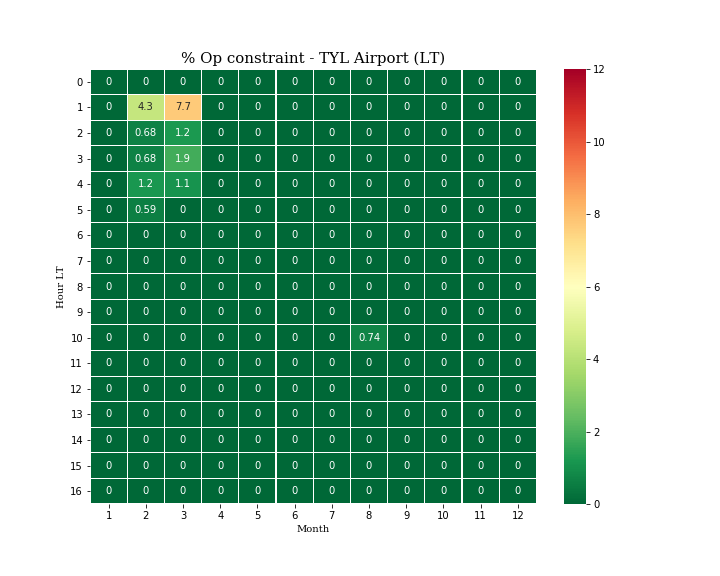 % Op constraint - TYL Airport (LT)
0 0 0 0 0 0 0 0 0 0 0 0 0
1 0 4.3 7.7 0 0 0 0 0 0 0 0 0
2 0 0.68 1.2 0 0 0 0 0 0 0 0 0
3 0 0.68 1.9 0 0 0 0 0 0 0 0 0
4 0 1.2 1.1 0 0 0 0 0 0 0 0 0
5 0 0.59 0 0 0 0 0 0 0 0 0 0
6 0 0 0 0 0 0 0 0 0 0 0 0
7 0 0 0 0 0 0 0 0 0 0 0 0
8 0 0 0 0 0 0 0 0 0 0 0 0
9 0 0 0 0 0 0 0 0 0 0 0 0
10 0 0 0 0 0 0 0 0.74 0 0 0 0
11 0 0 0 0 0 0 0 0 0 0 0 0
12 0 0 0 0 0 0 0 0 0 0 0 0
13 0 0 0 0 0 0 0 0 0 0 0 0
14 0 0 0 0 0 0 0 0 0 0 0 0
15 0 0 0 0 0 0 0 0 0 0 0 0
16 0 0 0 0 0 0 0 0 0 0 0 0
1 2 3 4 5 6 7 8 9 10 11 12
Month
Hour LT
12
10
8
6
4
2
0